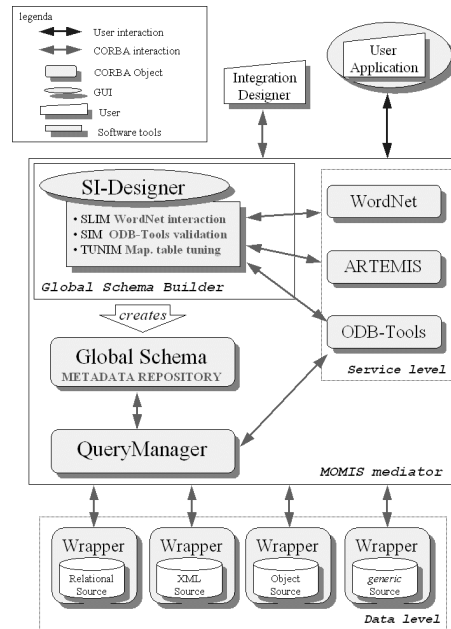 legenda
User interaction
CORBA interaction
CORBA Object
GUI
User
Software tools
Integration
Designer
User
Application
SI-Designer
• SLIM WordNet interaction
• SIM ODB-Tools validation
• TUNIM Map. table tuning
Global Schema Builder
WordNet
ARTEMIS
ODB-Tools
Service level
creates
Global Schema
METADATA REPOSITORY
QueryManager
MOMIS mediator
Wrapper
Relational
Source
Wrapper
XML
Source
Wrapper
Object
Source
Wrapper
generic
Source
Data level